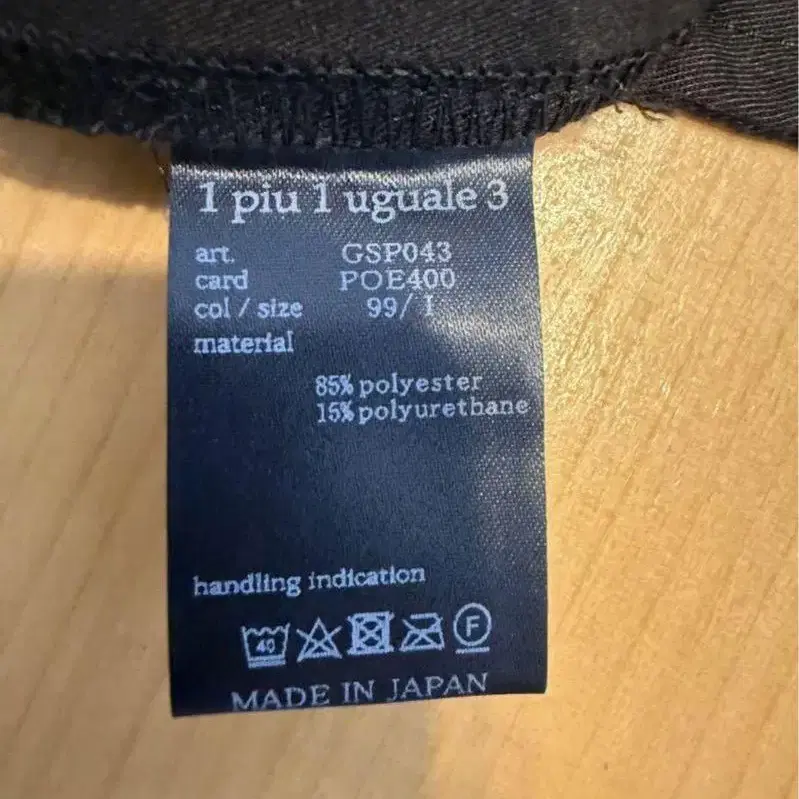 1 piu 1 uguale 3
art. GSP043
card POE400
col / size 99/ I
material
85% polyester
15% polyurethane
handling indication
40 F
MADE IN JAPAN